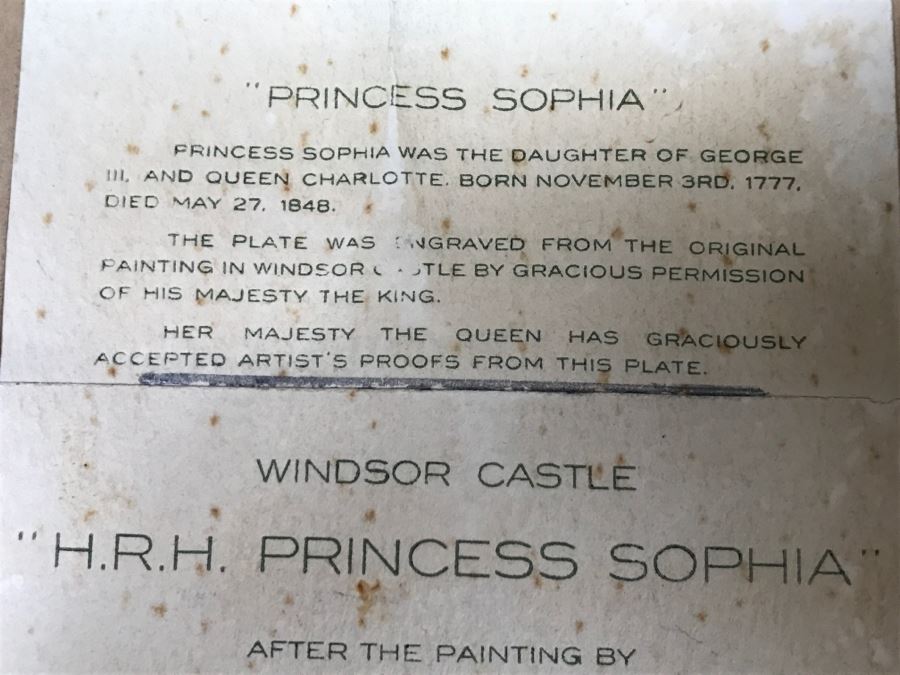 "PRINCESS SOPHIA"
PRINCESS SOPHIA WAS THE DAUGHTER OF GEORGE
III. AND QUEEN CHARLOTTE. BORN NOVEMBER 3RD, 1777.
DIED MAY 27. 1848.
THE PLATE WAS ENGRAVED FROM THE ORIGINAL
PAINTING IN WINDSOR CASTLE BY GRACIOUS PERMISSION
OF HIS MAJESTY THE KING.
HER MAJESTY THE QUEEN HAS GRACIOUSLY
ACCEPTED ARTIST'S PROOFS FROM THIS PLATE.
WINDSOR CASTLE
"H.R.H. PRINCESS SOPHIA"
AFTER THE PAINTING BY